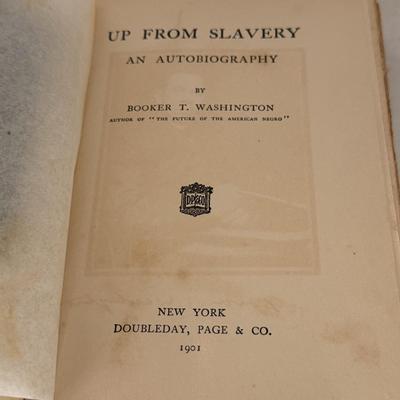 UP FROM SLAVERY
AN AUTOBIOGRAPHY
BY
BOOKER T. WASHINGTON
AUTHOR OF "THE FUTURE OF THE AMERICAN NEGRO"
NEW YORK
DOUBLEDAY, PAGE & CO.
1901